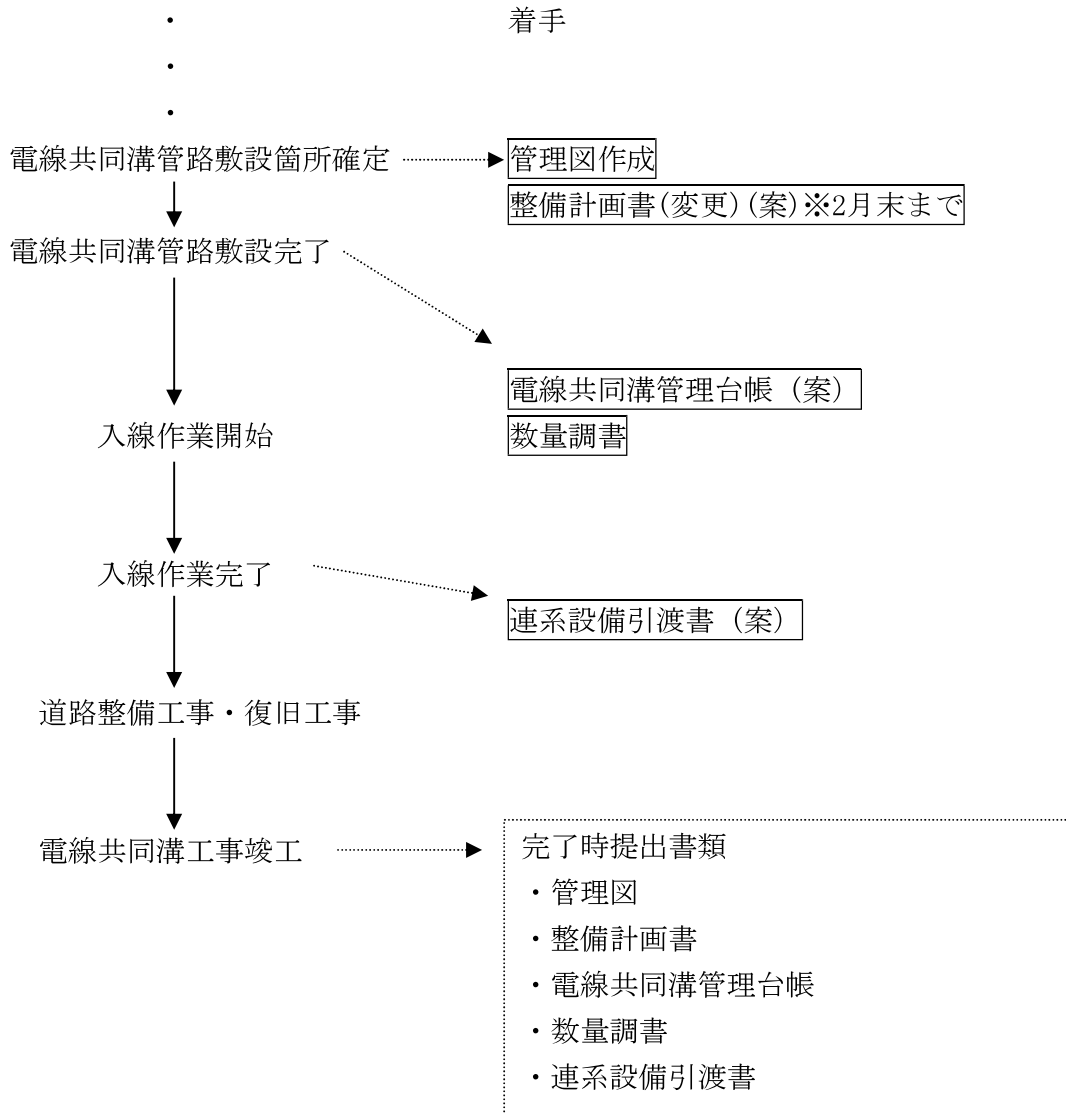 ・ 着手
・
・
電線共同溝管路敷設箇所確定 管理図作成
整備計画書(変更)(案)※2月末まで
電線共同溝管路敷設完了
電線共同溝管理台帳（案）
入線作業開始 数量調書
入線作業完了
連系設備引渡書（案）
道路整備工事・復旧工事
電線共同溝工事竣工 完了時提出書類
・管理図
・整備計画書
・電線共同溝管理台帳
・数量調書
・連系設備引渡書